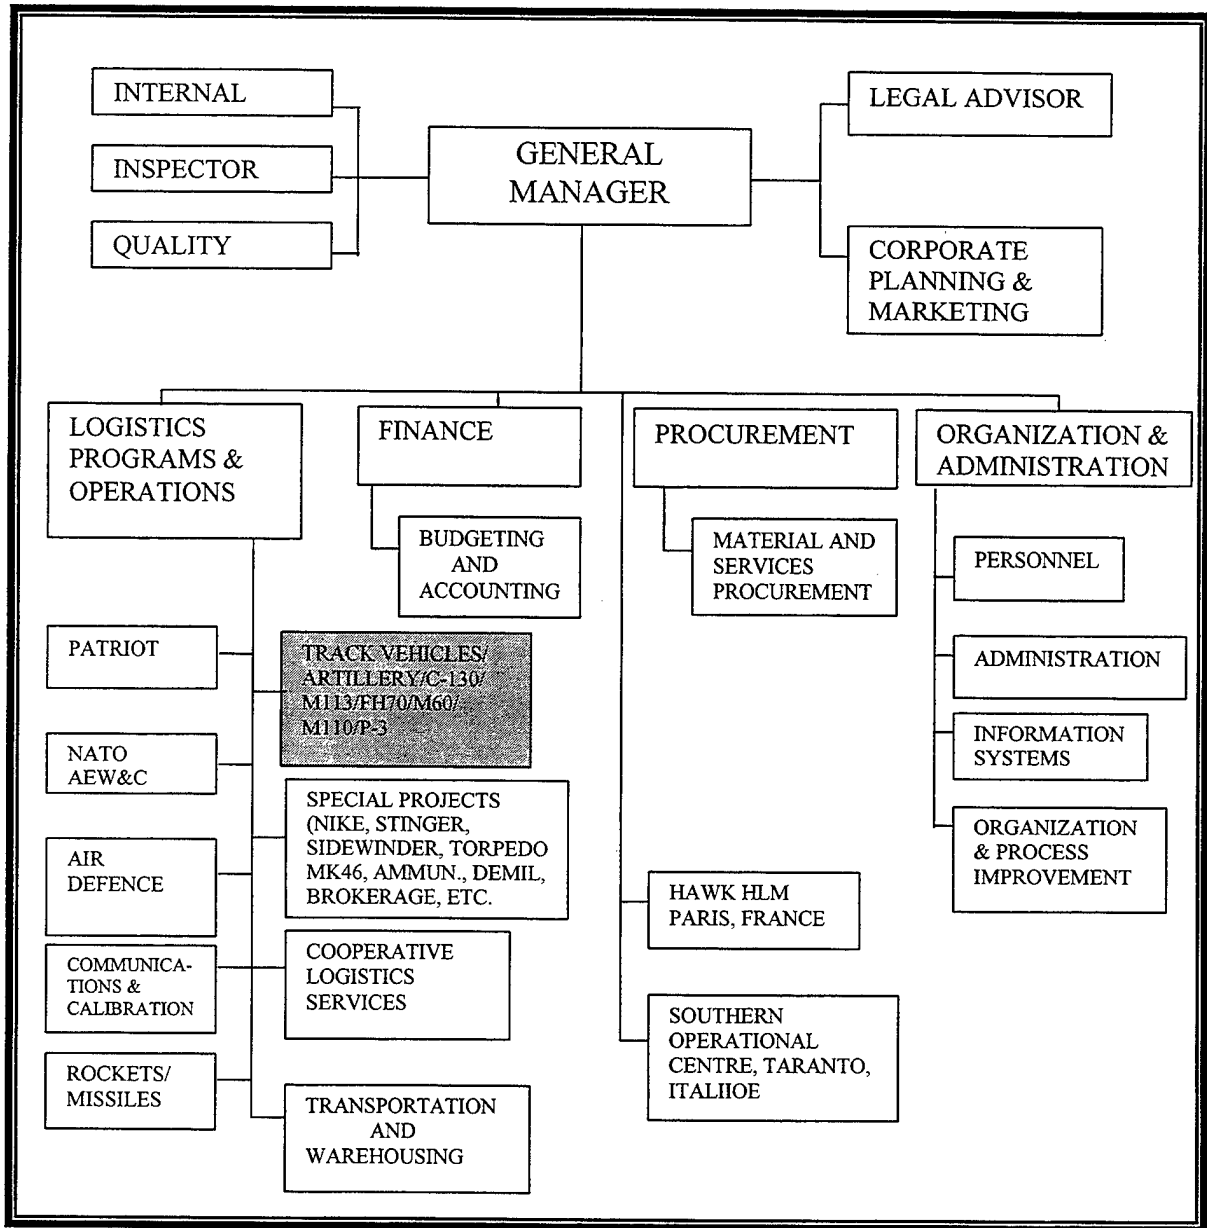 INTERNAL
INSPECTOR
QUALITY
GENERAL
MANAGER
LEGAL ADVISOR
CORPORATE
PLANNING &
MARKETING
LOGISTICS
PROGRAMS &
OPERATIONS
FINANCE
PROCUREMENT
ORGANIZATION &
ADMINISTRATION
BUDGETING
AND
ACCOUNTING
MATERIAL AND
SERVICES
PROCUREMENT
PERSONNEL
ADMINISTRATION
INFORMATION
SYSTEMS
ORGANIZATION
& PROCESS
IMPROVEMENT
PATRIOT
NATO
AEW&C
AIR
DEFENCE
COMMUNICA-
TIONS &
CALIBRATION
ROCKETS/
MISSILES
TRACK VEHICLES/
ARTILLERY/C-130/
M113/FH70/M60/
M110/P-3
SPECIAL PROJECTS
(NIKE, STINGER,
SIDEWINDER, TORPEDO
MK46, AMMUN., DEMIL,
BROKERAGE, ETC.
COOPERATIVE
LOGISTICS
SERVICES
TRANSPORTATION
AND
WAREHOUSING
HAWK HLM
PARIS, FRANCE
SOUTHERN
OPERATIONAL
CENTRE, TARANTO,
ITALIIOE